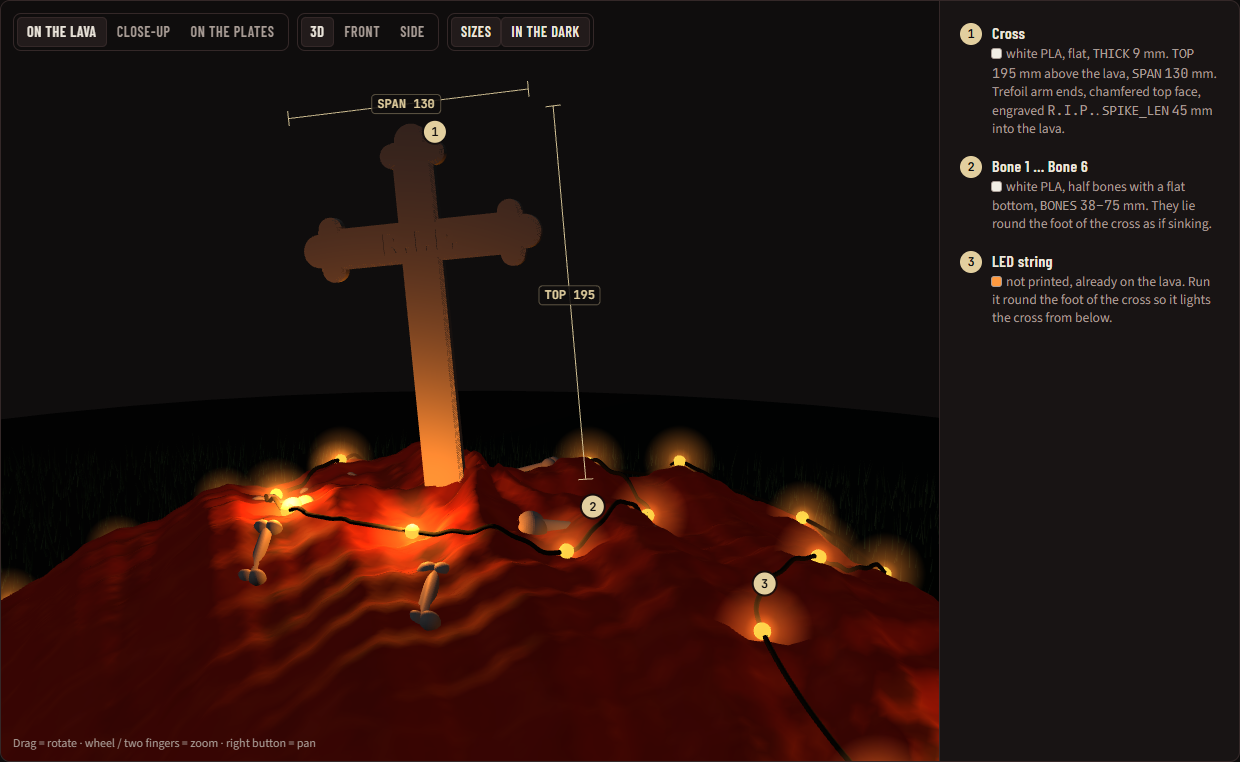 ON THE LAVA CLOSE-UP ON THE PLATES 3D FRONT SIDE SIZES IN THE DARK
SPAN 130
1
R.I.P.
TOP 195
2
3
Drag = rotate · wheel / two fingers = zoom · right button = pan
1 Cross
white PLA, flat, THICK 9 mm. TOP
195 mm above the lava, SPAN 130 mm.
Trefoil arm ends, chamfered top face,
engraved R.I.P.. SPIKE_LEN 45 mm
into the lava.
2 Bone 1 … Bone 6
white PLA, half bones with a flat
bottom, BONES 38–75 mm. They lie
round the foot of the cross as if sinking.
3 LED string
not printed, already on the lava. Run
it round the foot of the cross so it lights
the cross from below.